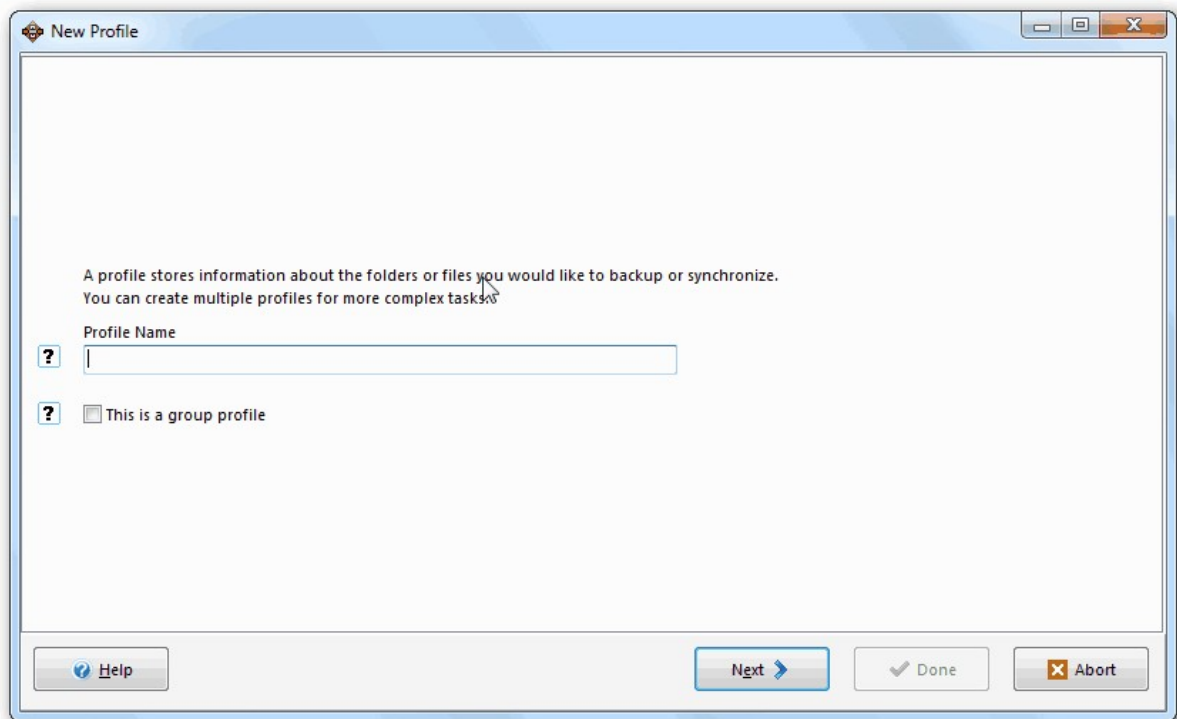 New Profile
A profile stores information about the folders or files you would like to backup or synchronize.
You can create multiple profiles for more complex tasks.
Profile Name
?
?
This is a group profile
Help
Next
Done
Abort